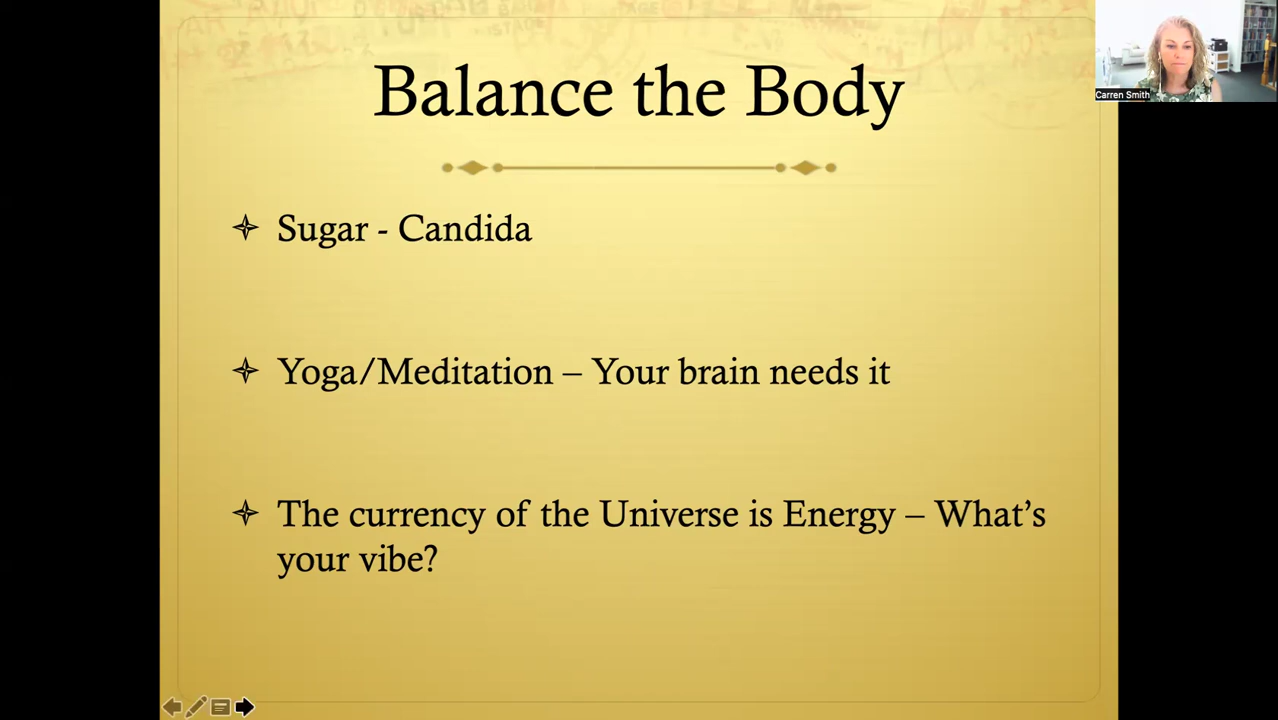 Balance the Body
Carren Smith
Sugar - Candida
Yoga/Meditation – Your brain needs it
The currency of the Universe is Energy – What’s
your vibe?